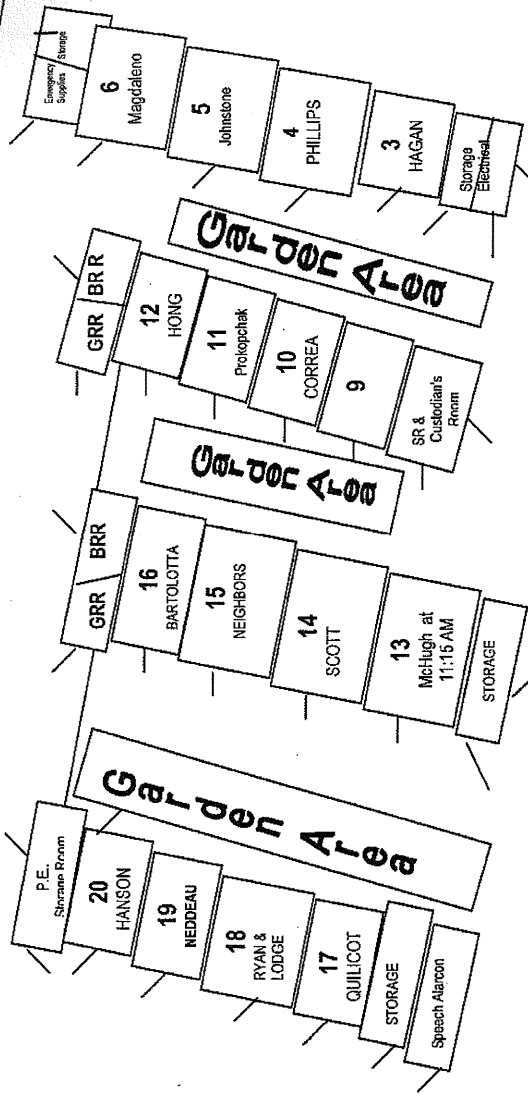 Emergency
Supplies
Storage
6
Magdaleno
5
Johnstone
4
PHILLIPS
3
HAGAN
Storage
Electrical
Garden Area
GRR
BR R
12
HONG
11
Prokopchak
10
CORREA
9
SR &
Custodian's
Room
Garden Area
GRR
BRR
16
BARTOLOTTA
15
NEIGHBORS
14
SCOTT
13
McHugh at
11:15 AM
STORAGE
Garden Area
P.E.
Storage Room
20
HANSON
19
NEDDEAU
18
RYAN &
LODGE
17
QUILICOT
STORAGE
Speech Alarcon